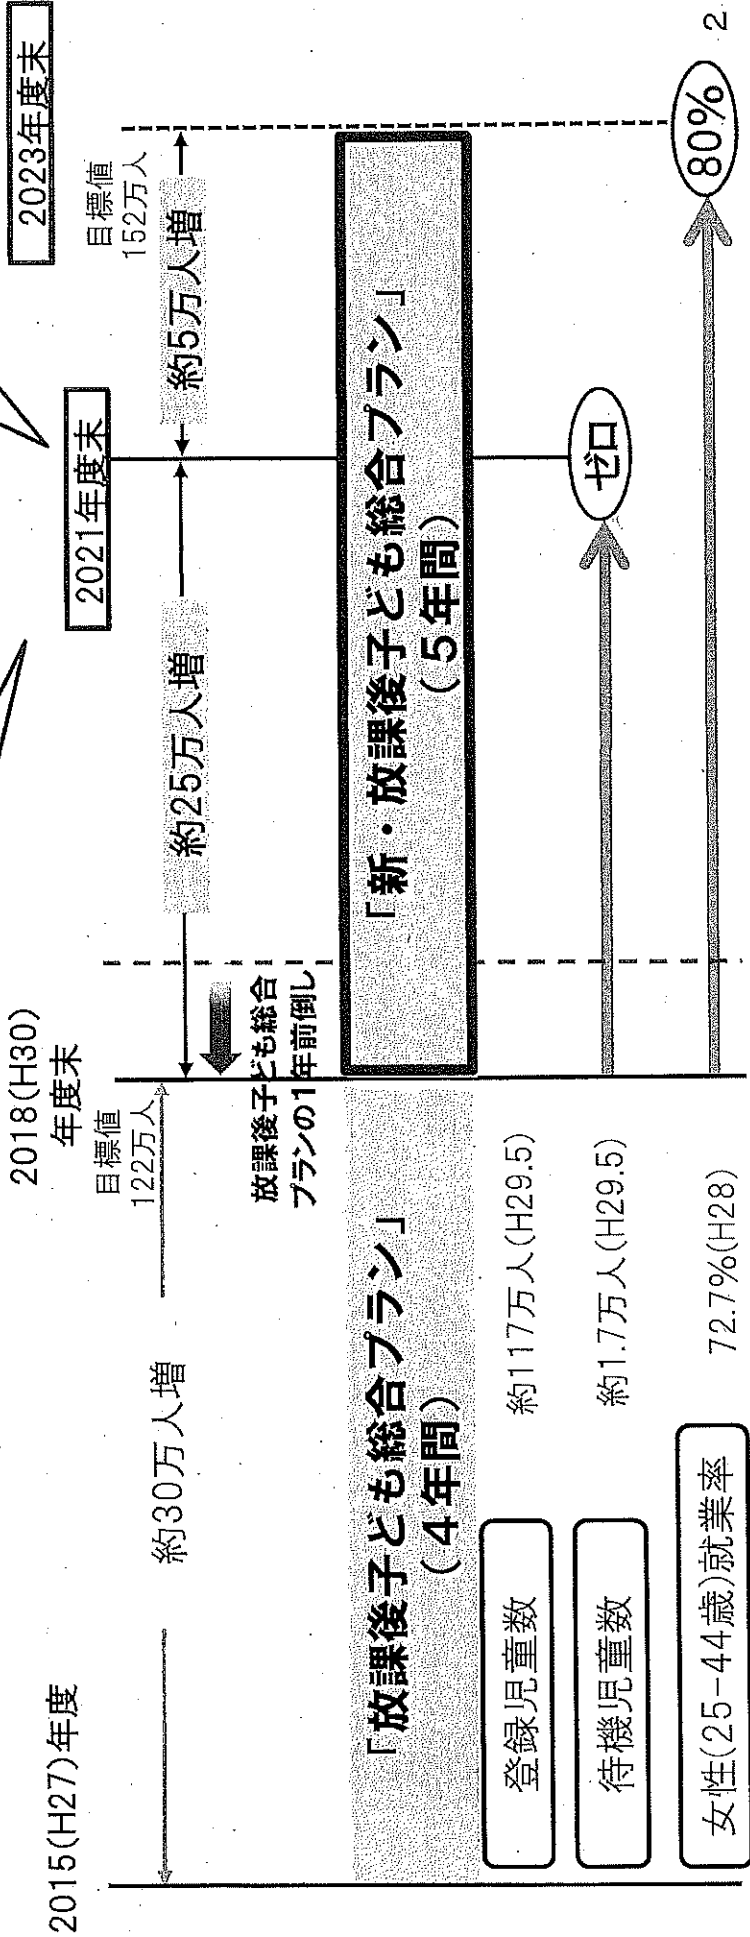 2015(H27)年度
2018(H30)
年度末
2021年度末
2023年度末
目標値
122万人
目標値
152万人
約30万人増
約25万人増
約5万人増
放課後子ども総合
プランの1年前倒し
「放課後子ども総合プラン」
(4年間)
「新・放課後子ども総合プラン」
(5年間)
登録児童数
約117万人(H29.5)
待機児童数
約1.7万人(H29.5)
ゼロ
女性(25-44歳)就業率
72.7%(H28)
80%
2